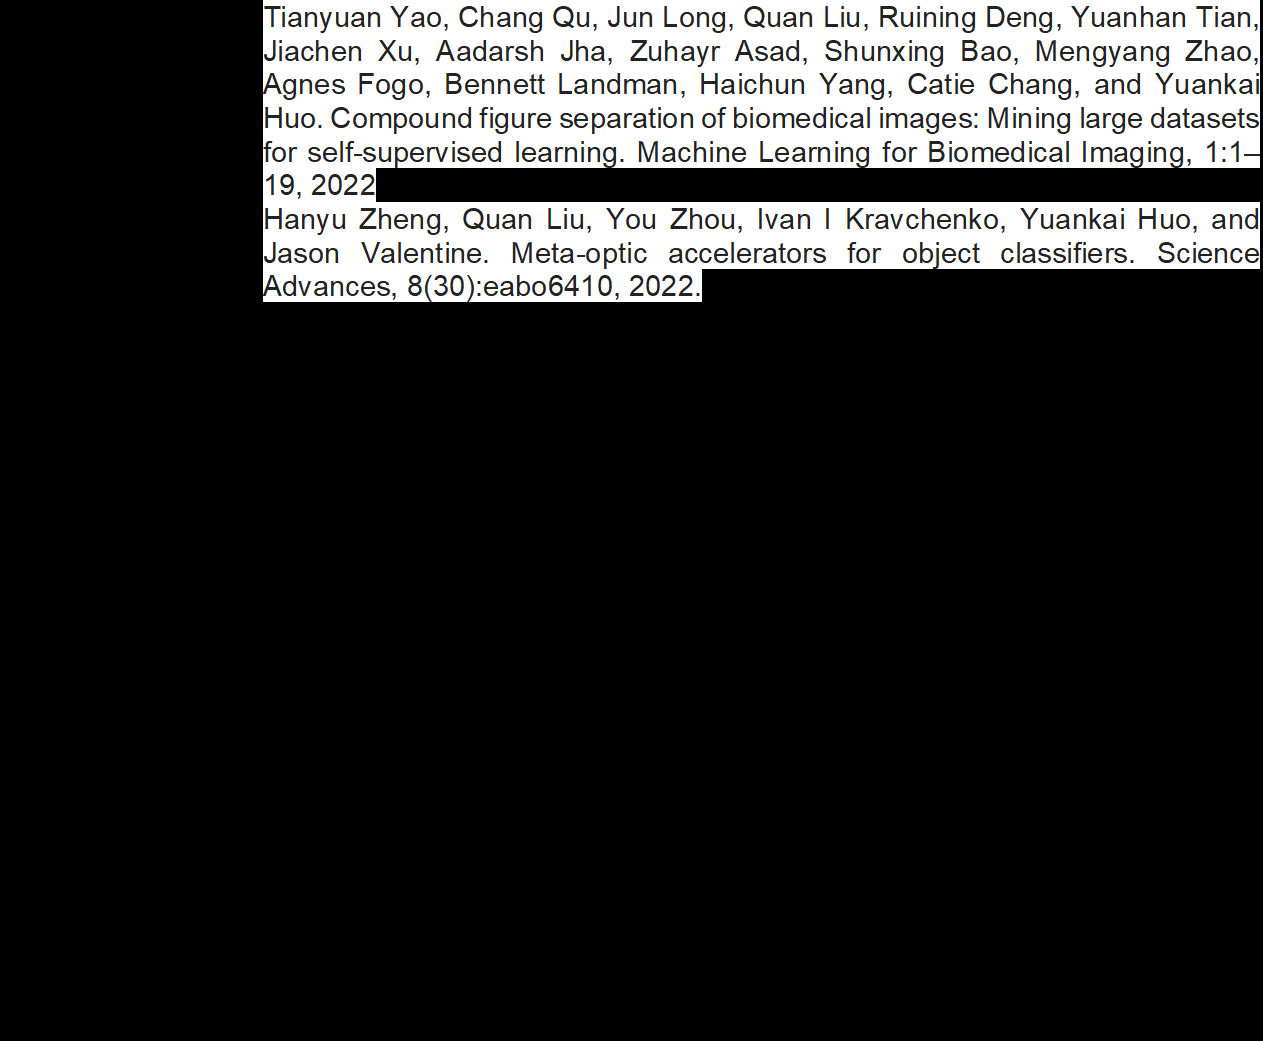 Tianyuan Yao, Chang Qu, Jun Long, Quan Liu, Ruining Deng, Yuanhan Tian,
Jiachen Xu, Aadarsh Jha, Zuhayr Asad, Shunxing Bao, Mengyang Zhao,
Agnes Fogo, Bennett Landman, Haichun Yang, Catie Chang, and Yuankai
Huo. Compound figure separation of biomedical images: Mining large datasets
for self-supervised learning. Machine Learning for Biomedical Imaging, 1:1–
19, 2022
Hanyu Zheng, Quan Liu, You Zhou, Ivan I Kravchenko, Yuankai Huo, and
Jason Valentine. Meta-optic accelerators for object classifiers. Science
Advances, 8(30):eabo6410, 2022.